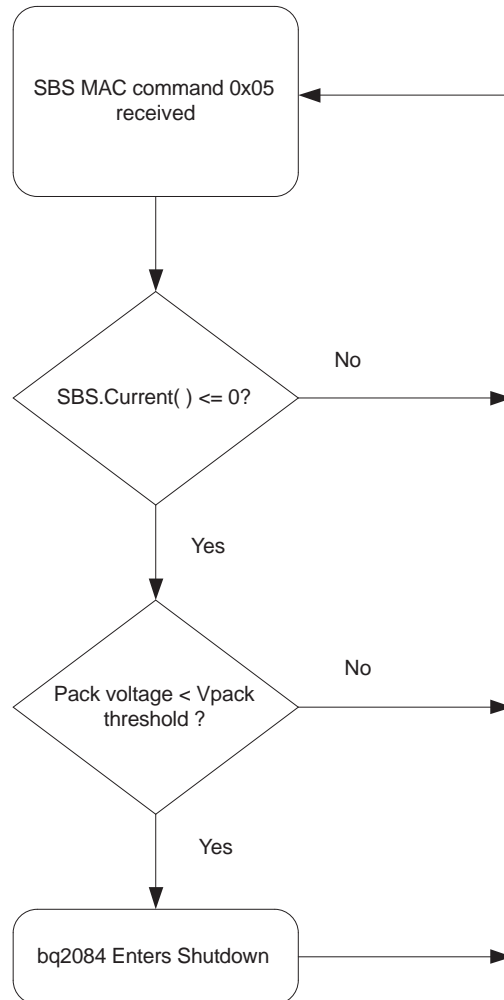 SBS MAC command 0x05
received
SBS.Current( ) <= 0?
No
Yes
Pack voltage < Vpack
threshold ?
No
Yes
bq2084 Enters Shutdown